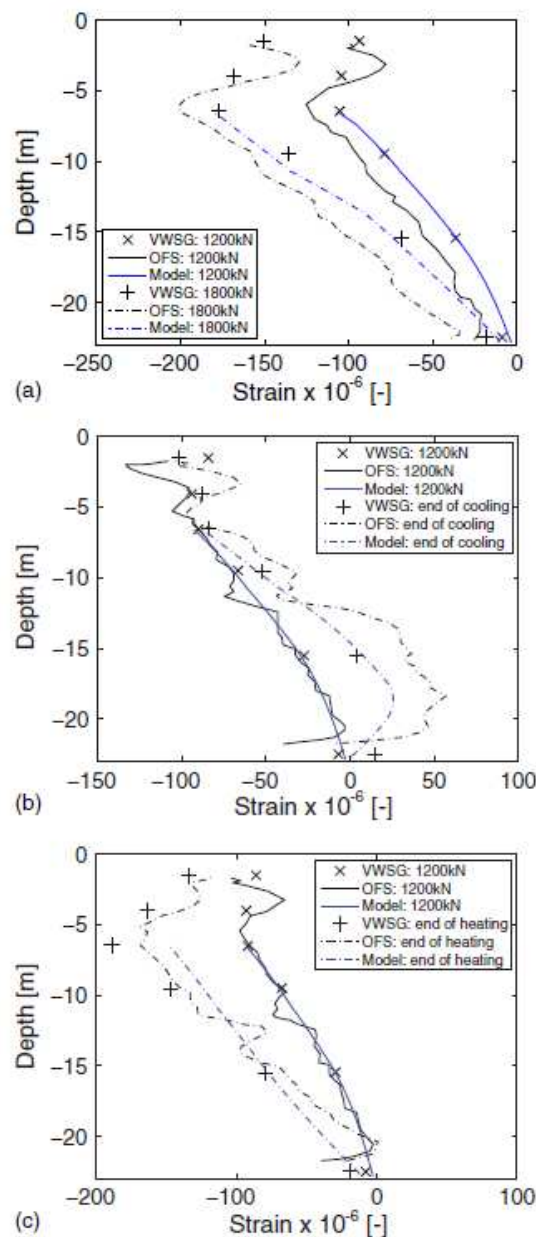 0
−5
−10
−15
−20
Depth [m]
× VWSG: 1200kN
OFS: 1200kN
Model: 1200kN
+ VWSG: 1800kN
OFS: 1800kN
Model: 1800kN
−250 −200 −150 −100 −50 0
(a)
Strain x 10⁻⁶ [-]
0
−5
−10
−15
−20
Depth [m]
× VWSG: 1200kN
OFS: 1200kN
Model: 1200kN
+ VWSG: end of cooling
OFS: end of cooling
Model: end of cooling
−150 −100 −50 0 50 100
(b)
Strain x 10⁻⁶ [-]
0
−5
−10
−15
−20
Depth [m]
× VWSG: 1200kN
OFS: 1200kN
Model: 1200kN
+ VWSG: end of heating
OFS: end of heating
Model: end of heating
−200 −100 0 100
(c)
Strain x 10⁻⁶ [-]